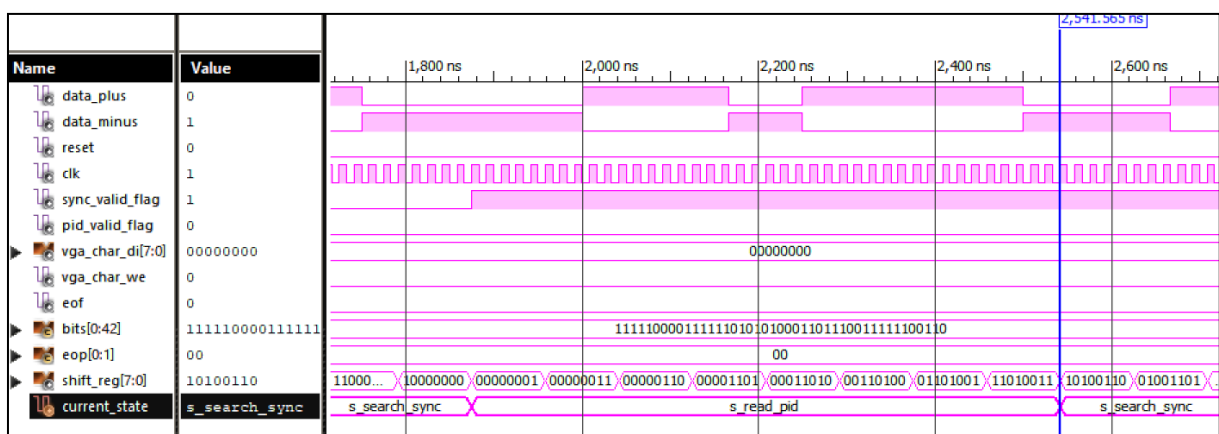 2,541.565 ns
Name Value 1,800 ns 2,000 ns 2,200 ns 2,400 ns 2,600 ns
data_plus 0
data_minus 1
reset 0
clk 1
sync_valid_flag 1
pid_valid_flag 0
vga_char_di[7:0] 00000000 00000000
vga_char_we 0
eof 0
bits[0:42] 111110000111111
eop[0:1] 00 00
shift_reg[7:0] 10100110 11000... 10000000 00000001 00000011 00000110 00001101 00011010 00110100 01101001 11010011 10100110 01001101
current_state s_search_sync s_search_sync s_read_pid s_search_sync